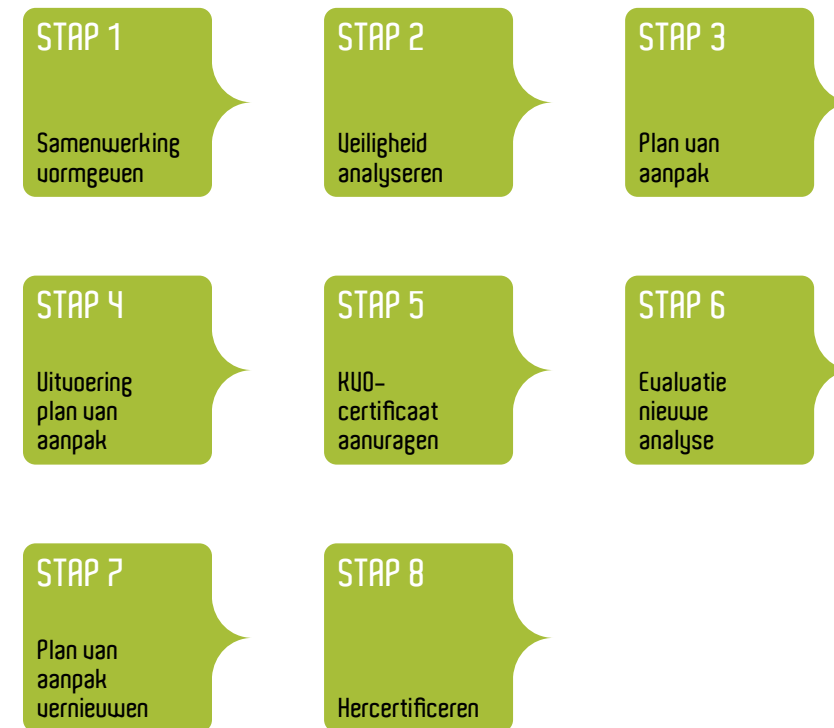 STAP 1
Samenwerking
vormgeven
STAP 2
Veiligheid
analyseren
STAP 3
Plan van
aanpak
STAP 4
Uitvoering
plan van
aanpak
STAP 5
KVO-
certificaat
aanvragen
STAP 6
Evaluatie
nieuwe
analyse
STAP 7
Plan van
aanpak
vernieuwen
STAP 8
Hercertificeren